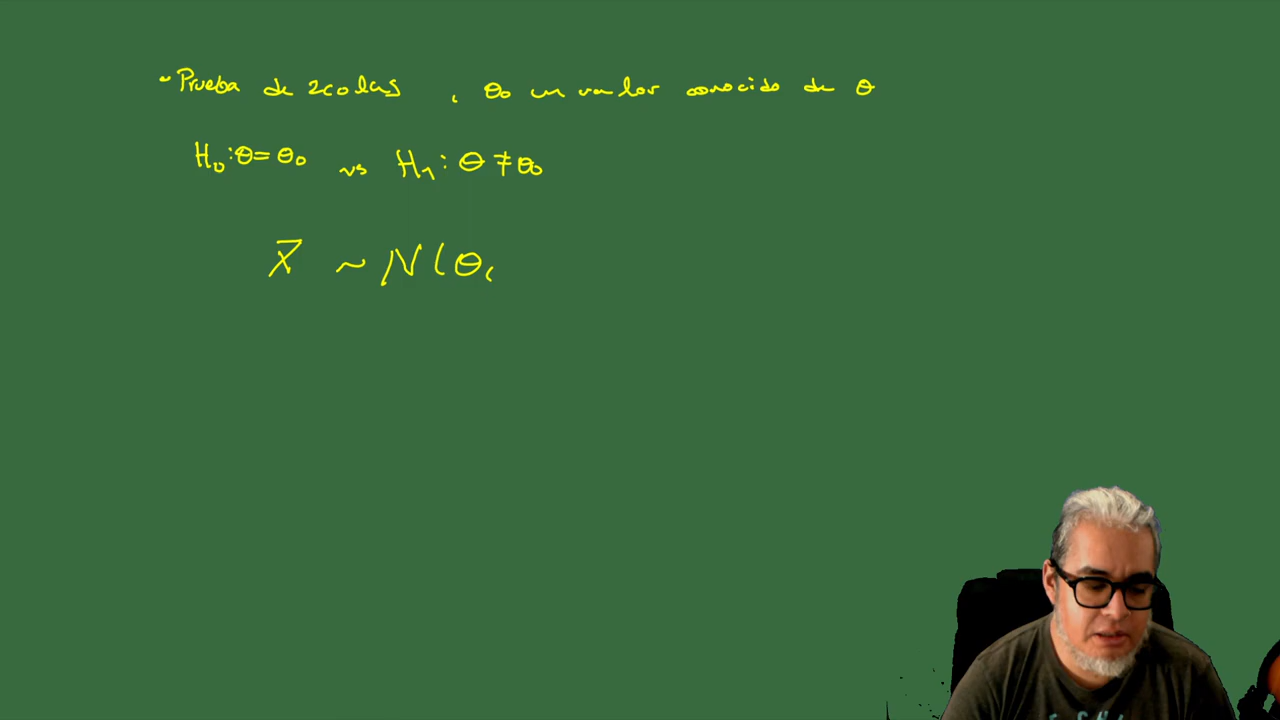 ~ Prueba de 2 colas , θ₀ un valor conocido de θ
H₀: θ = θ₀ vs H₁: θ ≠ θ₀
X̄ ~ N(θ,